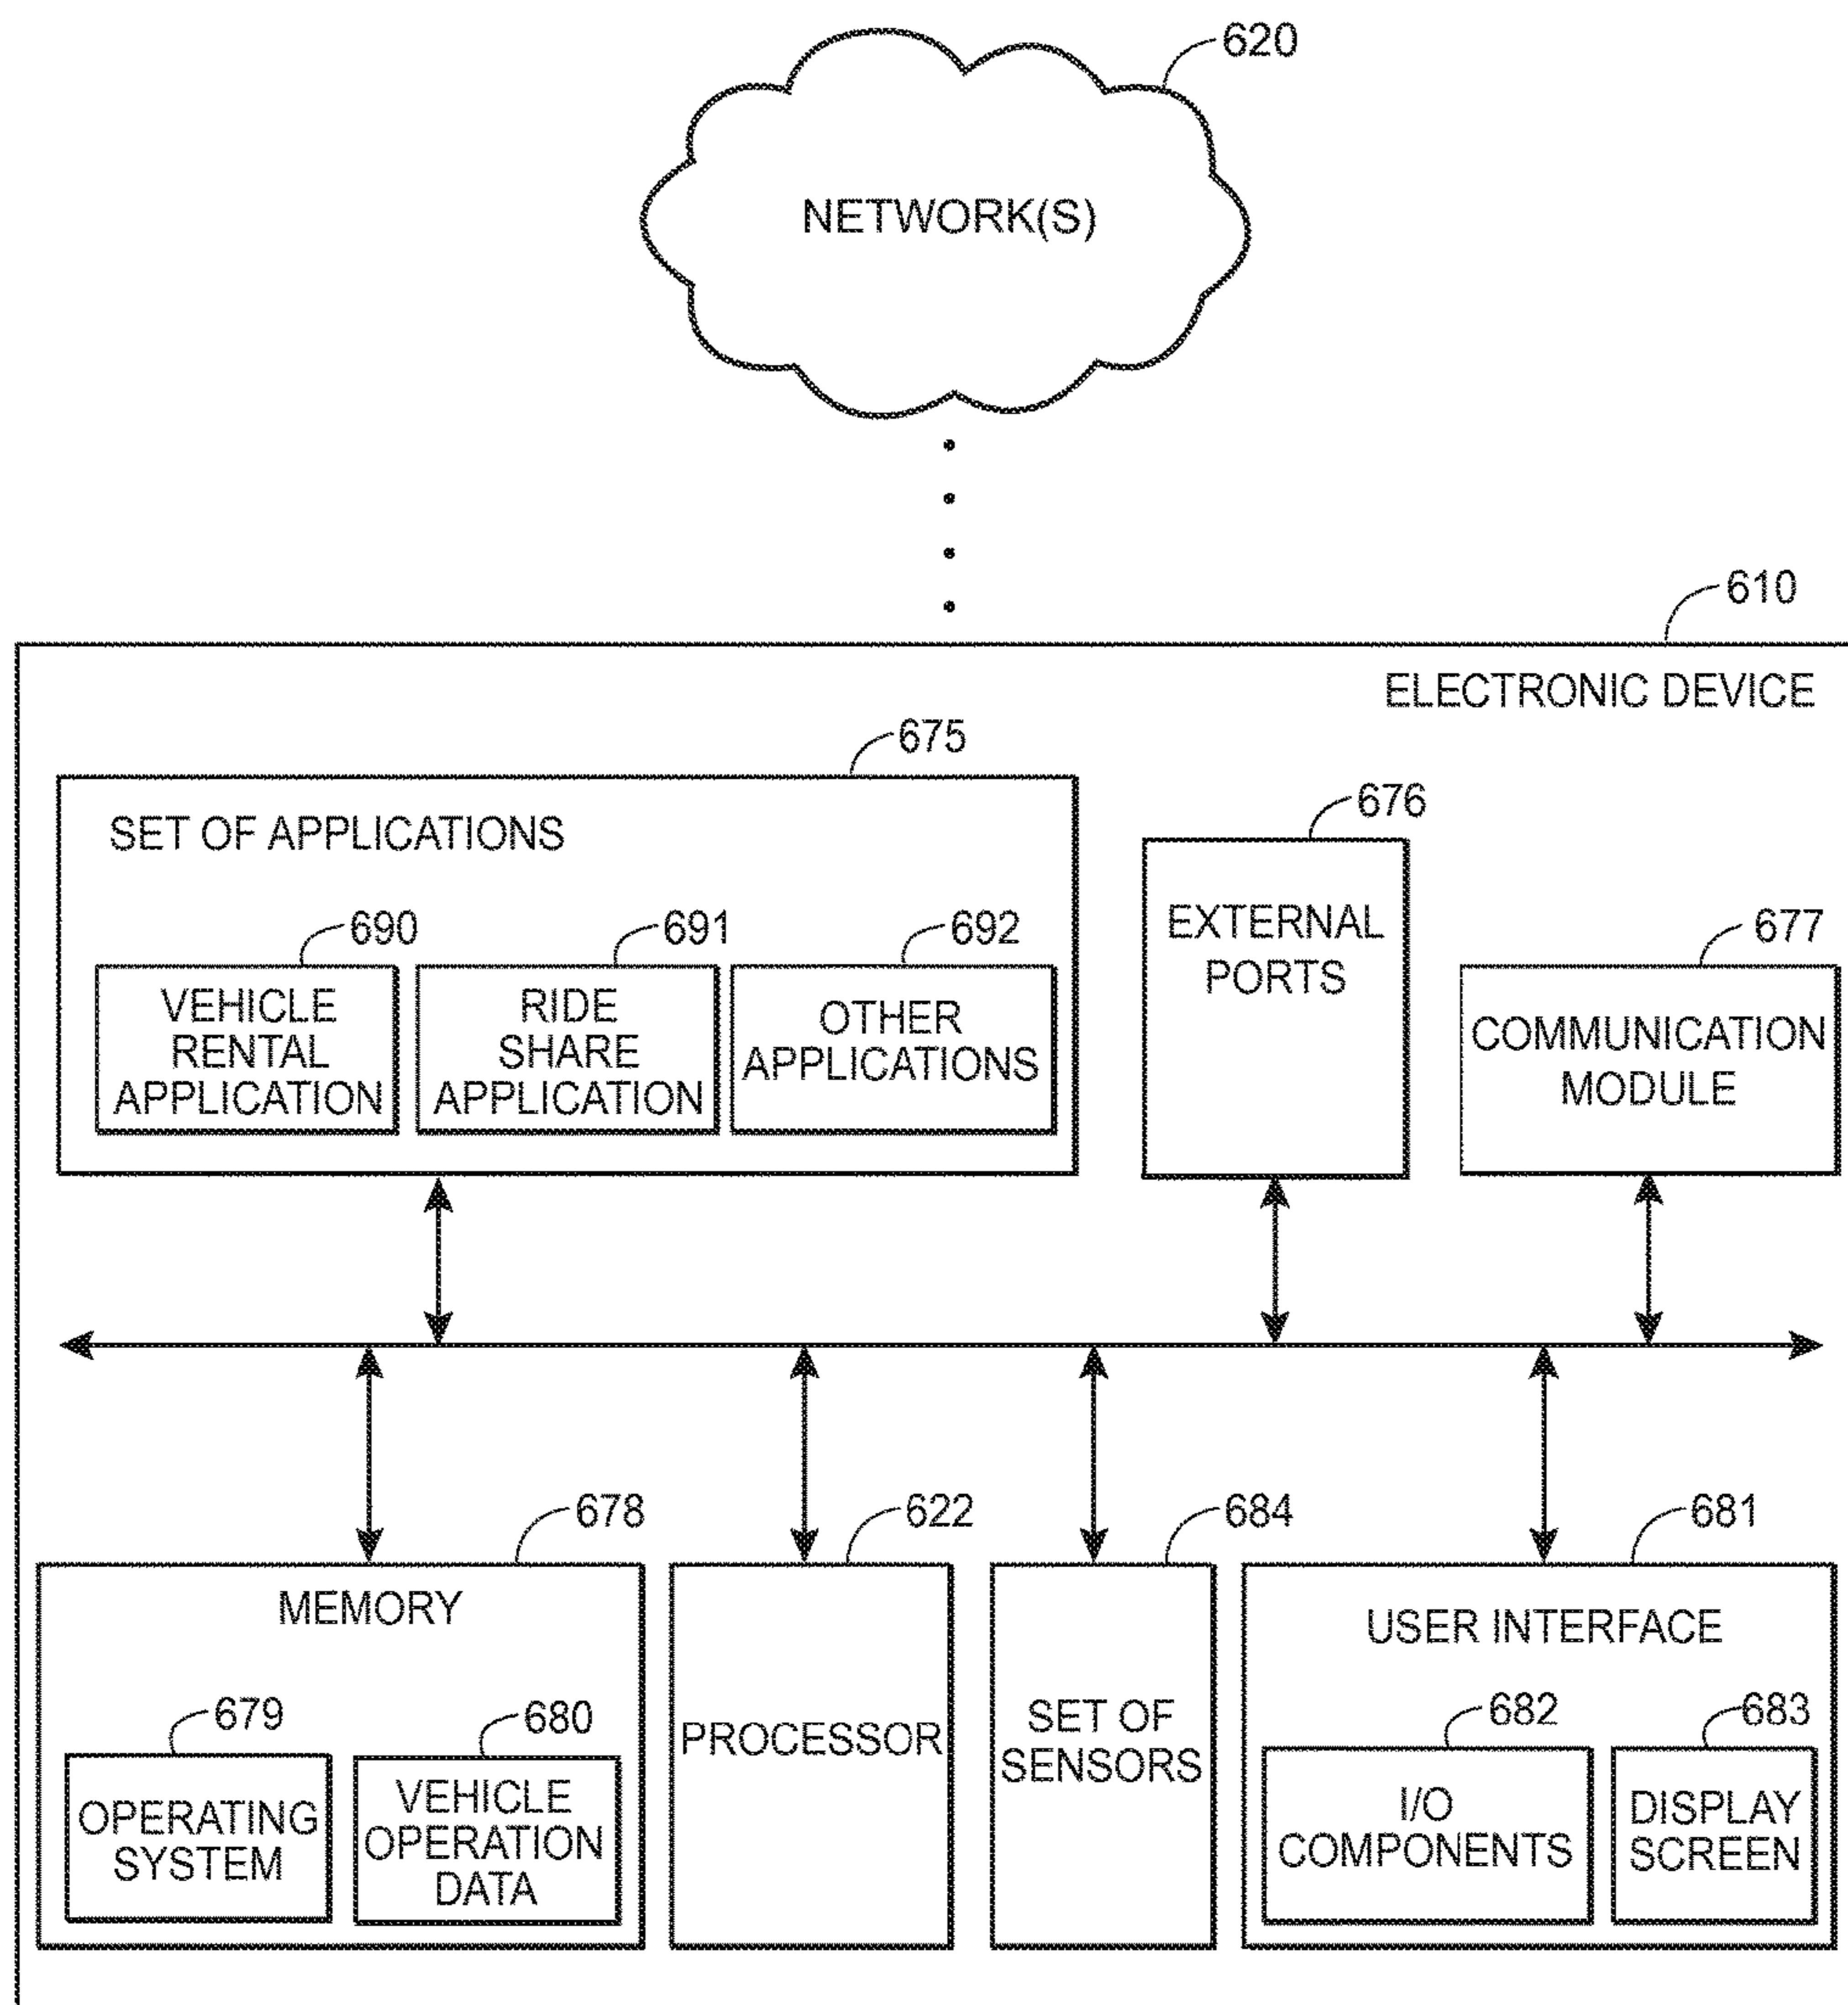 620
NETWORK(S)
610
ELECTRONIC DEVICE
675
SET OF APPLICATIONS
676
EXTERNAL
PORTS
677
COMMUNICATION
MODULE
690
VEHICLE
RENTAL
APPLICATION
691
RIDE
SHARE
APPLICATION
692
OTHER
APPLICATIONS
678
MEMORY
679
OPERATING
SYSTEM
680
VEHICLE
OPERATION
DATA
622
PROCESSOR
684
SET OF
SENSORS
681
USER INTERFACE
682
I/O
COMPONENTS
683
DISPLAY
SCREEN